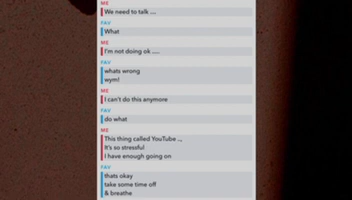 ME
We need to talk ....
FAV
What
ME
I'm not doing ok .....
FAV
whats wrong
wym!
ME
I can't do this anymore
FAV
do what
ME
This thing called YouTube ..,
It's so stressful
I have enough going on
FAV
thats okay
take some time off
& breathe